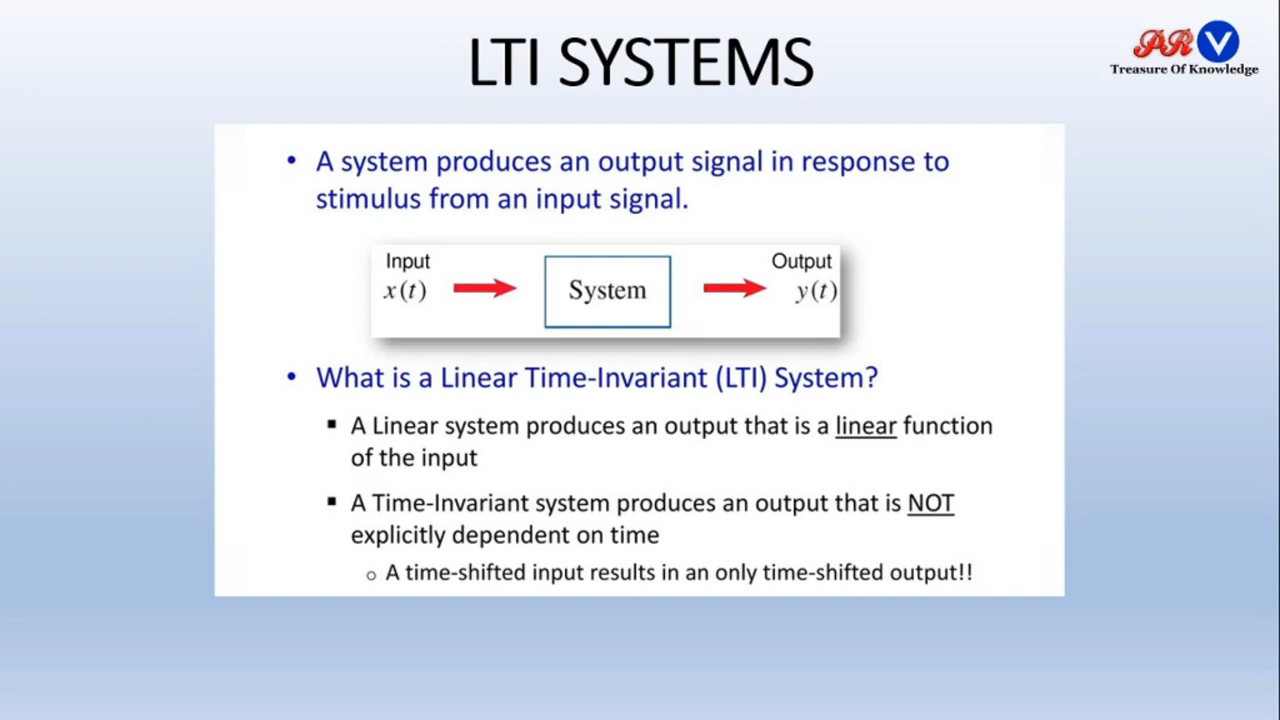 LTI SYSTEMS
PR V
Treasure Of Knowledge
• A system produces an output signal in response to
stimulus from an input signal.
Input
x(t)
System
Output
y(t)
• What is a Linear Time-Invariant (LTI) System?
▪ A Linear system produces an output that is a linear function
of the input
▪ A Time-Invariant system produces an output that is NOT
explicitly dependent on time
o A time-shifted input results in an only time-shifted output!!